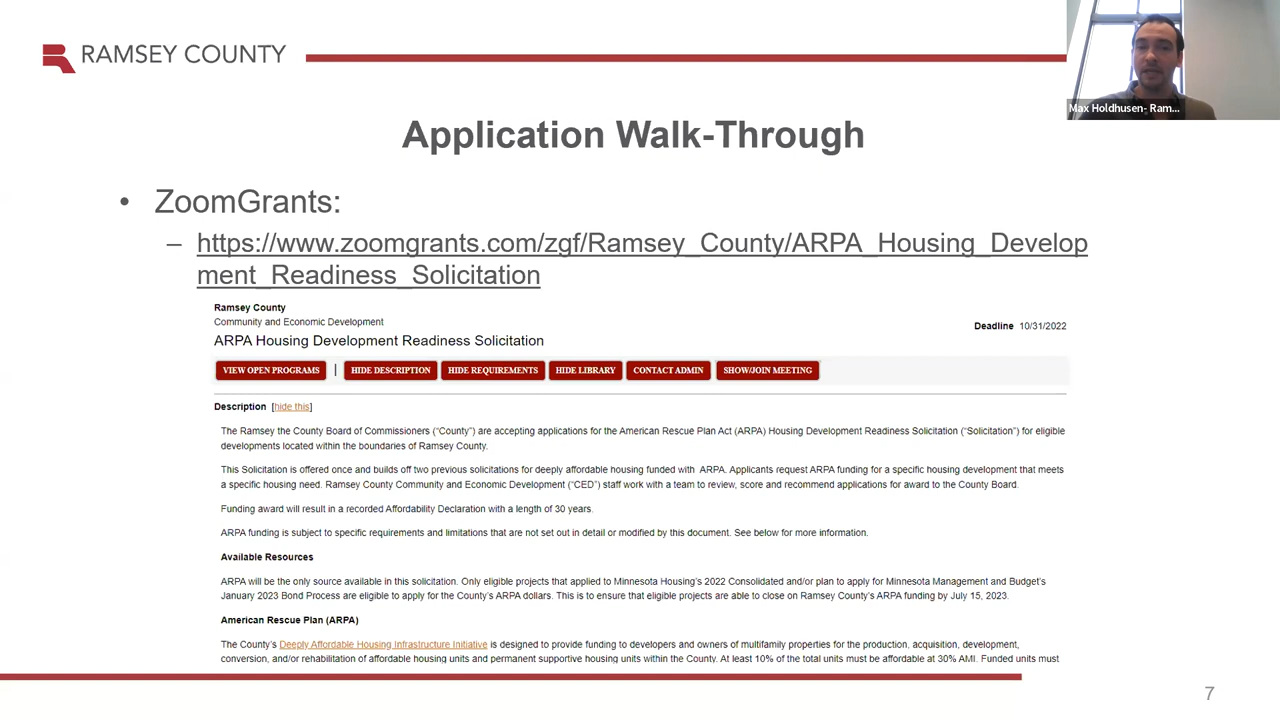 RAMSEY COUNTY
Max Holdhusen- Ram...
Application Walk-Through
• ZoomGrants:
– https://www.zoomgrants.com/zgf/Ramsey_County/ARPA_Housing_Develop
ment_Readiness_Solicitation
Ramsey County
Community and Economic Development
Deadline 10/31/2022
ARPA Housing Development Readiness Solicitation
VIEW OPEN PROGRAMS | HIDE DESCRIPTION HIDE REQUIREMENTS HIDE LIBRARY CONTACT ADMIN SHOW/JOIN MEETING
Description [hide this]
The Ramsey the County Board of Commissioners ("County") are accepting applications for the American Rescue Plan Act (ARPA) Housing Development Readiness Solicitation ("Solicitation") for eligible
developments located within the boundaries of Ramsey County.
This Solicitation is offered once and builds off two previous solicitations for deeply affordable housing funded with ARPA. Applicants request ARPA funding for a specific housing development that meets
a specific housing need. Ramsey County Community and Economic Development ("CED") staff work with a team to review, score and recommend applications for award to the County Board.
Funding award will result in a recorded Affordability Declaration with a length of 30 years.
ARPA funding is subject to specific requirements and limitations that are not set out in detail or modified by this document. See below for more information.
Available Resources
ARPA will be the only source available in this solicitation. Only eligible projects that applied to Minnesota Housing's 2022 Consolidated and/or plan to apply for Minnesota Management and Budget's
January 2023 Bond Process are eligible to apply for the County's ARPA dollars. This is to ensure that eligible projects are able to close on Ramsey County's ARPA funding by July 15, 2023.
American Rescue Plan (ARPA)
The County's Deeply Affordable Housing Infrastructure Initiative is designed to provide funding to developers and owners of multifamily properties for the production, acquisition, development,
conversion, and/or rehabilitation of affordable housing units and permanent supportive housing units within the County. At least 10% of the total units must be affordable at 30% AMI. Funded units must
7